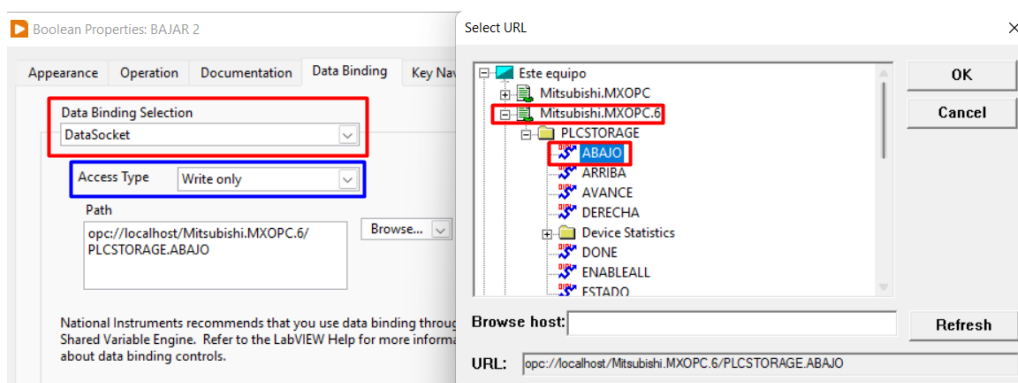 Boolean Properties: BAJAR 2
Appearance Operation Documentation Data Binding Key Nav
Data Binding Selection
DataSocket
Access Type Write only
Path
opc://localhost/Mitsubishi.MXOPC.6/
PLCSTORAGE.ABAJO
Browse...
National Instruments recommends that you use data binding throug
Shared Variable Engine. Refer to the LabVIEW Help for more informa
about data binding controls.
Select URL
Este equipo
Mitsubishi.MXOPC
Mitsubishi.MXOPC.6
PLCSTORAGE
ABAJO
ARRIBA
AVANCE
DERECHA
Device Statistics
DONE
ENABLEALL
ESTADO
OK
Cancel
Browse host:
Refresh
URL: opc://localhost/Mitsubishi.MXOPC.6/PLCSTORAGE.ABAJO